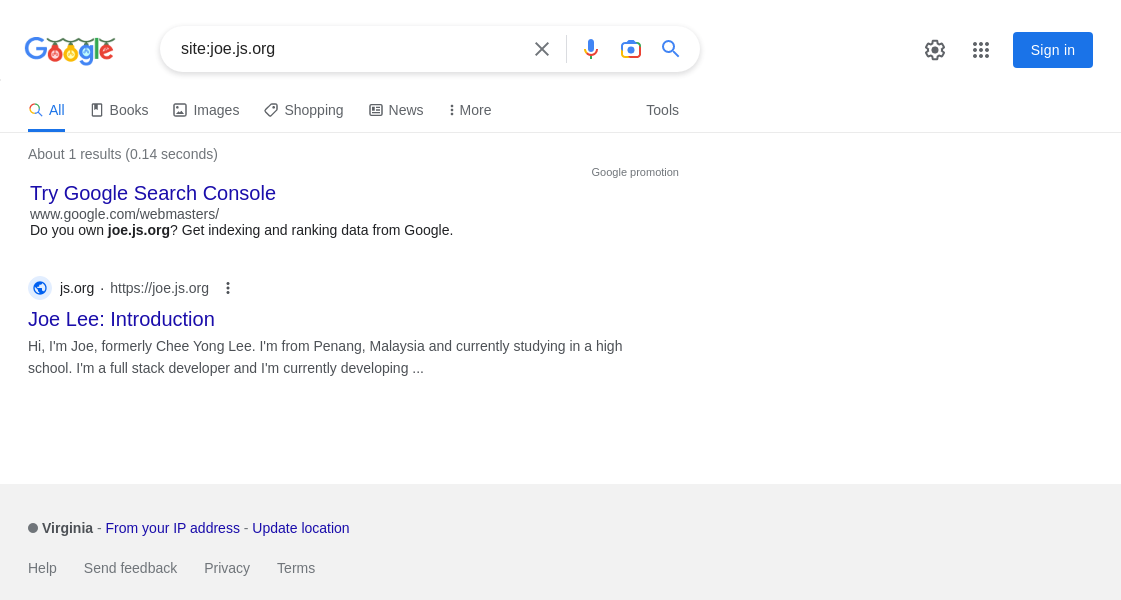 Google
site:joe.js.org
Sign in
All
Books
Images
Shopping
News
More
Tools
About 1 results (0.14 seconds)
Google promotion
Try Google Search Console
www.google.com/webmasters/
Do you own joe.js.org? Get indexing and ranking data from Google.
js.org · https://joe.js.org
Joe Lee: Introduction
Hi, I'm Joe, formerly Chee Yong Lee. I'm from Penang, Malaysia and currently studying in a high
school. I'm a full stack developer and I'm currently developing ...
Virginia - From your IP address - Update location
Help
Send feedback
Privacy
Terms